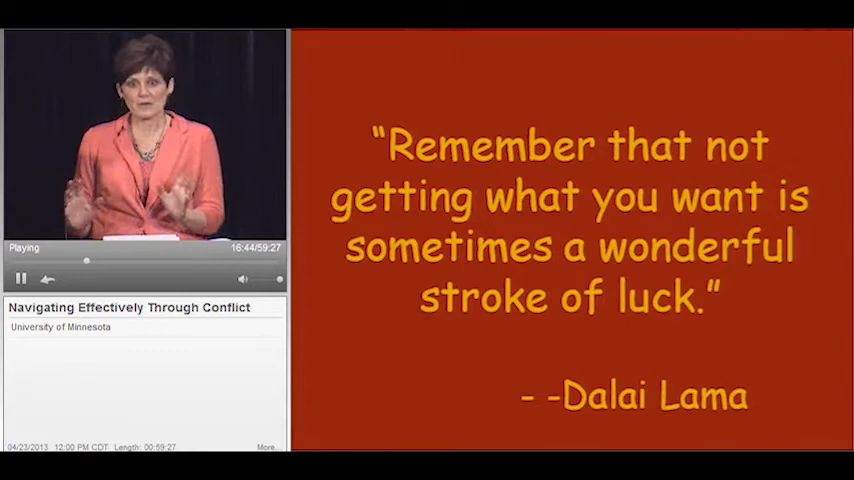 Playing
16:44/59:27
Navigating Effectively Through Conflict
University of Minnesota
04/23/2013 12:00 PM CDT Length: 00:59:27 More...
“Remember that not
getting what you want is
sometimes a wonderful
stroke of luck.”
- -Dalai Lama